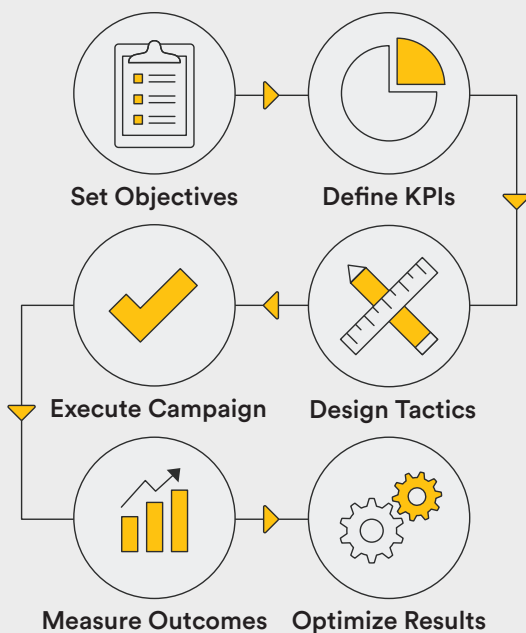 Set Objectives
Define KPIs
Design Tactics
Execute Campaign
Measure Outcomes
Optimize Results